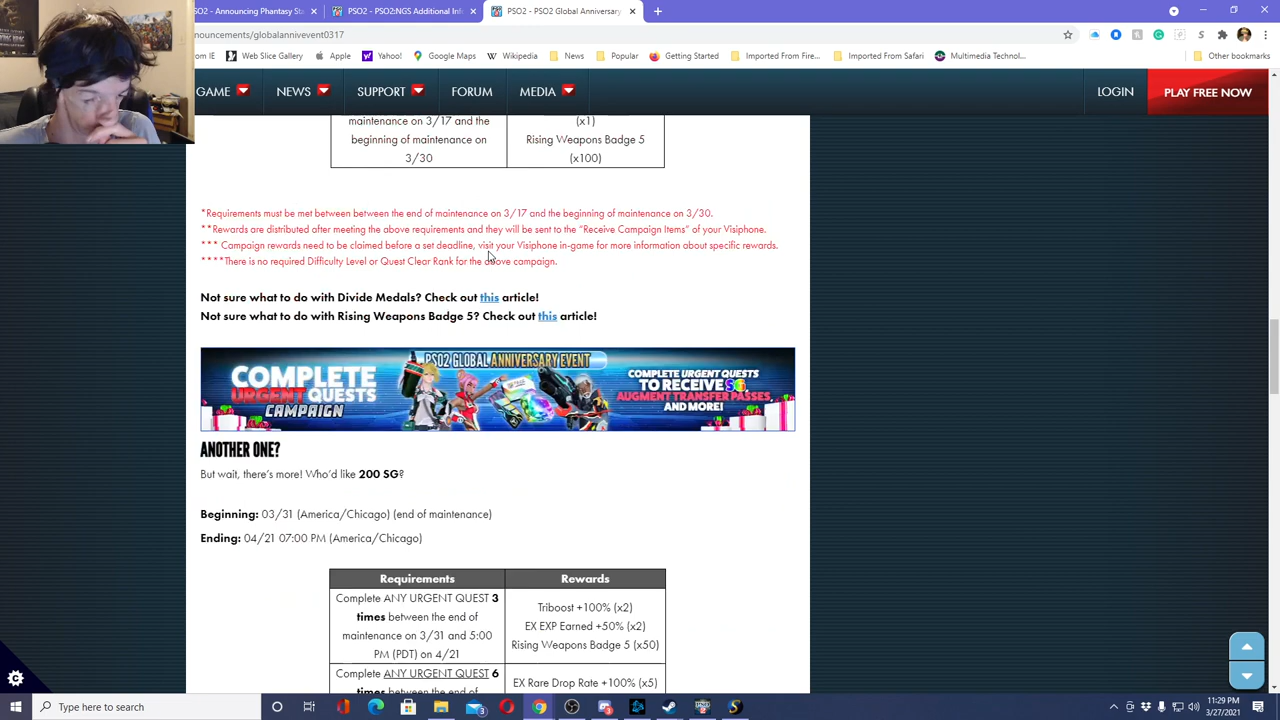 SO2 - Announcing Phantasy Sta
PSO2 - PSO2 Additional Info
PSO2 - PSO2 Global Anniversary
nouncements/globalannivevent0317
rom IE
Web Slice Gallery
Apple
Yahoo!
Google Maps
Wikipedia
News
Popular
Getting Started
Imported From Fire...
Imported From Safari
Multimedia Technol...
Other bookmarks
GAME
NEWS
SUPPORT
FORUM
MEDIA
LOGIN
PLAY FREE NOW
maintenance on 3/17 and the
beginning of maintenance on
3/30
(x1)
Rising Weapons Badge 5
(x100)
*Requirements must be met between between the end of maintenance on 3/17 and the beginning of maintenance on 3/30.
**Rewards are distributed after meeting the above requirements and they will be sent to the “Receive Campaign Items” of your Visiphone.
*** Campaign rewards need to be claimed before a set deadline, visit your Visiphone in-game for more information about specific rewards.
****There is no required Difficulty Level or Quest Clear Rank for the above campaign.
Not sure what to do with Divide Medals? Check out this article!
Not sure what to do with Rising Weapons Badge 5? Check out this article!
PSO2 GLOBAL ANNIVERSARY EVENT
COMPLETE
URGENT QUESTS
CAMPAIGN
COMPLETE URGENT QUESTS
TO RECEIVE SG,
AUGMENT TRANSFER PASSES,
AND MORE!
ANOTHER ONE?
But wait, there's more! Who'd like 200 SG?
Beginning: 03/31 (America/Chicago) (end of maintenance)
Ending: 04/21 07:00 PM (America/Chicago)
Requirements
Rewards
Complete ANY URGENT QUEST 3
times between the end of
maintenance on 3/31 and 5:00
PM (PDT) on 4/21
Triboost +100% (x2)
EX EXP Earned +50% (x2)
Rising Weapons Badge 5 (x50)
Complete ANY URGENT QUEST 6
times between the end of
EX Rare Drop Rate +100% (x5)
Type here to search
3
11:29 PM
3/27/2021